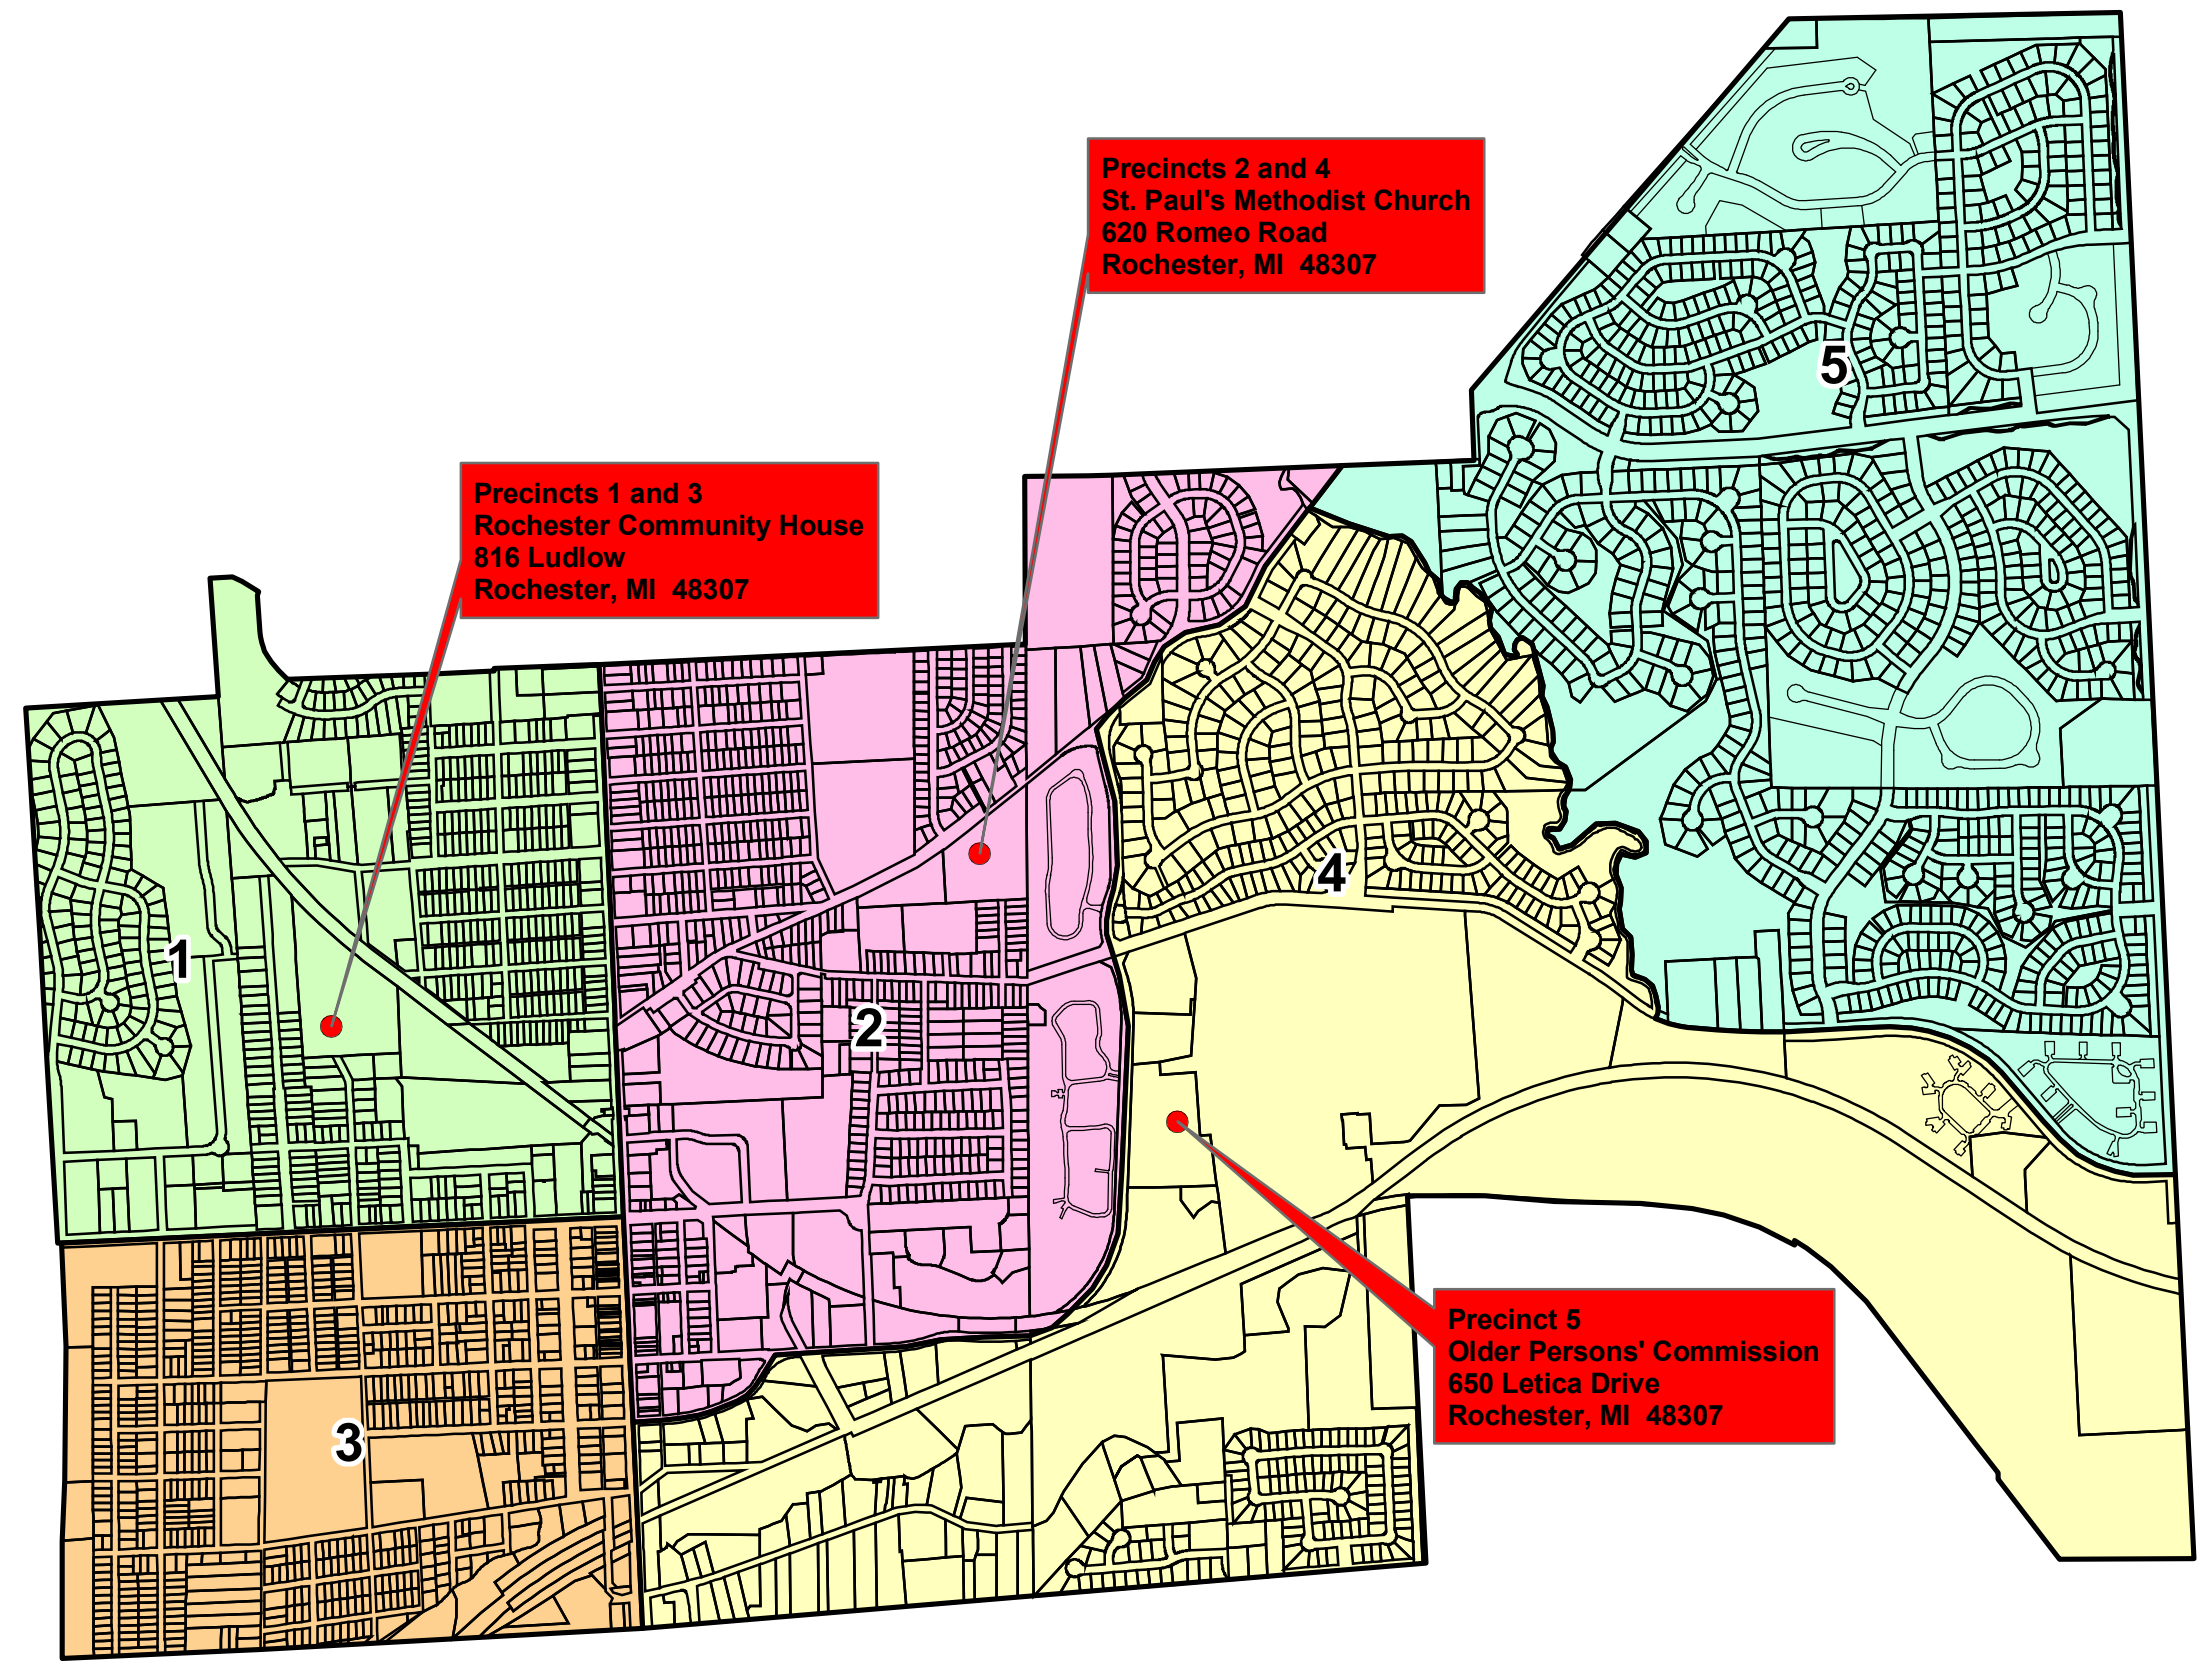 Precincts 2 and 4
St. Paul's Methodist Church
620 Romeo Road
Rochester, MI  48307
5
Precincts 1 and 3
Rochester Community House
816 Ludlow
Rochester, MI  48307
4
1
2
Precinct 5
Older Persons' Commission
650 Letica Drive
Rochester, MI  48307
3